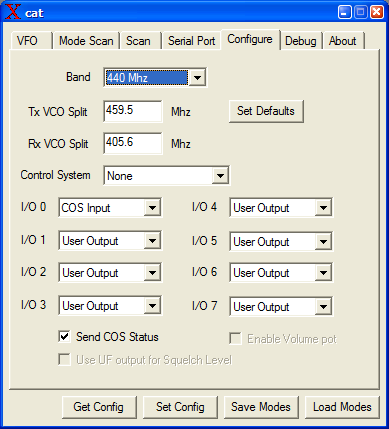 cat
VFO Mode Scan Scan Serial Port Configure Debug About
Band 440 Mhz
Tx VCO Split 459.5 Mhz Set Defaults
Rx VCO Split 405.6 Mhz
Control System None
I/O 0 COS Input I/O 4 User Output
I/O 1 User Output I/O 5 User Output
I/O 2 User Output I/O 6 User Output
I/O 3 User Output I/O 7 User Output
Send COS Status Enable Volume pot
Use UF output for Squelch Level
Get Config Set Config Save Modes Load Modes